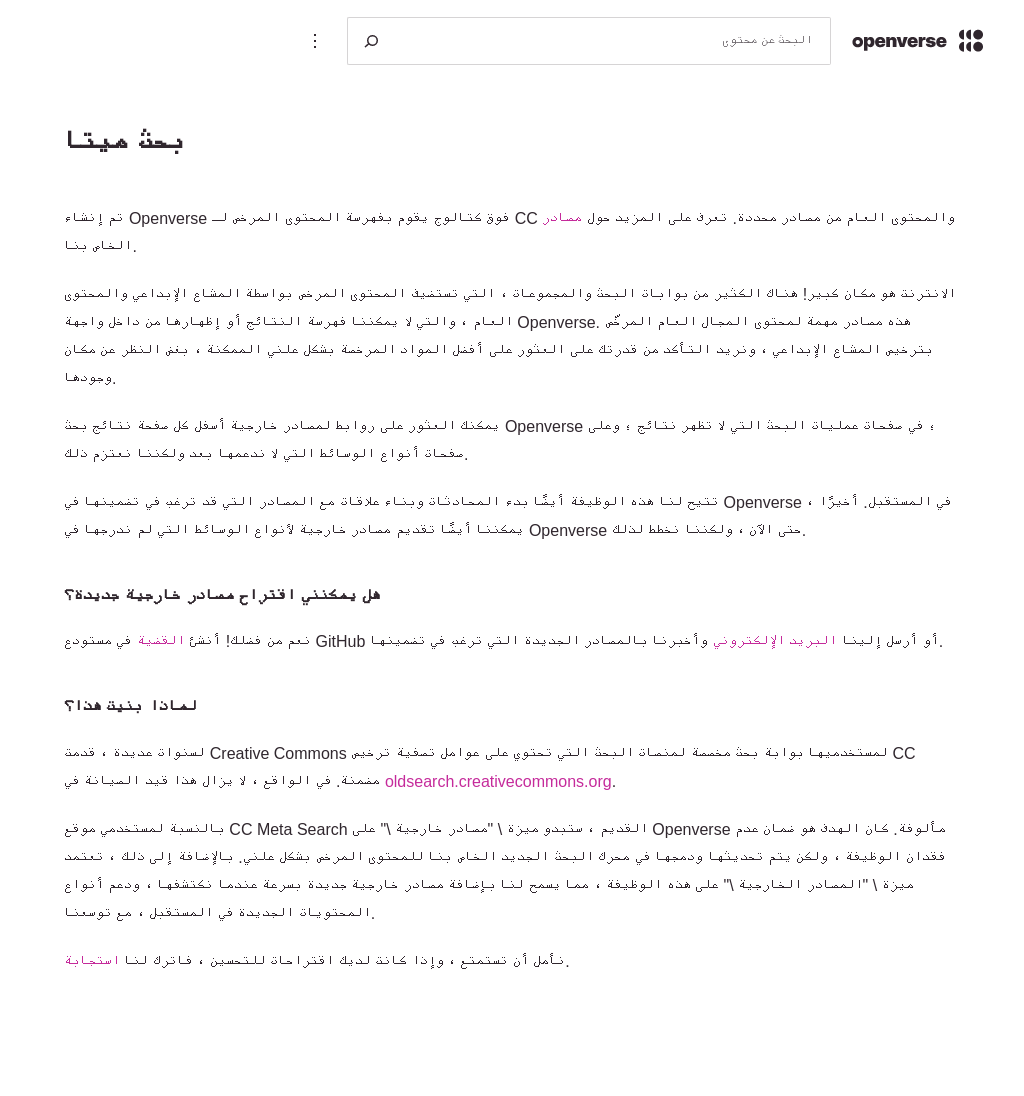 openverse
البحث عن محتوى
بحث ميتا
تم إنشاء Openverse فوق كتالوج يقوم بفهرسة المحتوى المرخص لـ CC والمحتوى العام من مصادر محددة. تعرف على المزيد حول مصادر
الخاص بنا.
الانترنت هو مكان كبير! هناك الكثير من بوابات البحث والمجموعات ، التي تستضيف المحتوى المرخص بواسطة المشاع الإبداعي والمحتوى
العام ، والتي لا يمكننا فهرسة النتائج أو إظهارها من داخل واجهة Openverse. هذه مصادر مهمة لمحتوى المجال العام المرخّص
بترخيص المشاع الإبداعي ، ونريد التأكد من قدرتك على العثور على أفضل المواد المرخصة بشكل علني الممكنة ، بغض النظر عن مكان
وجودها.
يمكنك العثور على روابط لمصادر خارجية أسفل كل صفحة نتائج بحث Openverse ؛ في صفحات عمليات البحث التي لا تظهر نتائج ؛ وعلى
صفحات أنواع الوسائط التي لا ندعمها بعد ولكننا نعتزم ذلك.
تتيح لنا هذه الوظيفة أيضًا بدء المحادثات وبناء علاقات مع المصادر التي قد ترغب في تضمينها في Openverse في المستقبل. أخيرًا ،
يمكننا أيضًا تقديم مصادر خارجية لأنواع الوسائط التي لم ندرجها في Openverse حتى الآن ، ولكننا نخطط لذلك.
هل يمكنني اقتراح مصادر خارجية جديدة؟
نعم من فضلك! أنشئ القضية في مستودع GitHub أو أرسل إلينا البريد الإلكتروني وأخبرنا بالمصادر الجديدة التي ترغب في تضمينها.
لماذا بنيت هذا؟
لسنوات عديدة ، قدمت Creative Commons لمستخدميها بوابة بحث مخصصة لمنصات البحث التي تحتوي على عوامل تصفية ترخيص CC
مضمنة. في الواقع ، لا يزال هذا قيد الصيانة في oldsearch.creativecommons.org.
بالنسبة لمستخدمي موقع CC Meta Search القديم ، ستبدو ميزة \ "مصادر خارجية \" على Openverse مألوفة. كان الهدف هو ضمان عدم
فقدان الوظيفة ، ولكن يتم تحديثها ودمجها في محرك البحث الجديد الخاص بنا للمحتوى المرخص بشكل علني. بالإضافة إلى ذلك ، تعتمد
ميزة \ "المصادر الخارجية \" على هذه الوظيفة ، مما يسمح لنا بإضافة مصادر خارجية جديدة بسرعة عندما نكتشفها ، ودعم أنواع
المحتويات الجديدة في المستقبل ، مع توسعنا.
نأمل أن تستمتع ، وإذا كانت لديك اقتراحات للتحسين ، فاترك لنا استجابة.